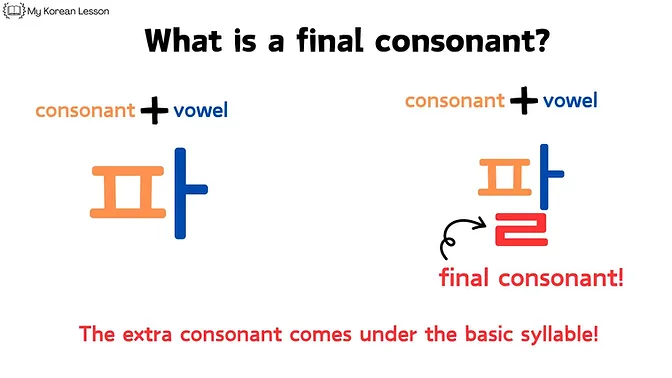 My Korean Lesson
What is a final consonant?
consonant + vowel
파
consonant + vowel
팔
final consonant!
The extra consonant comes under the basic syllable!